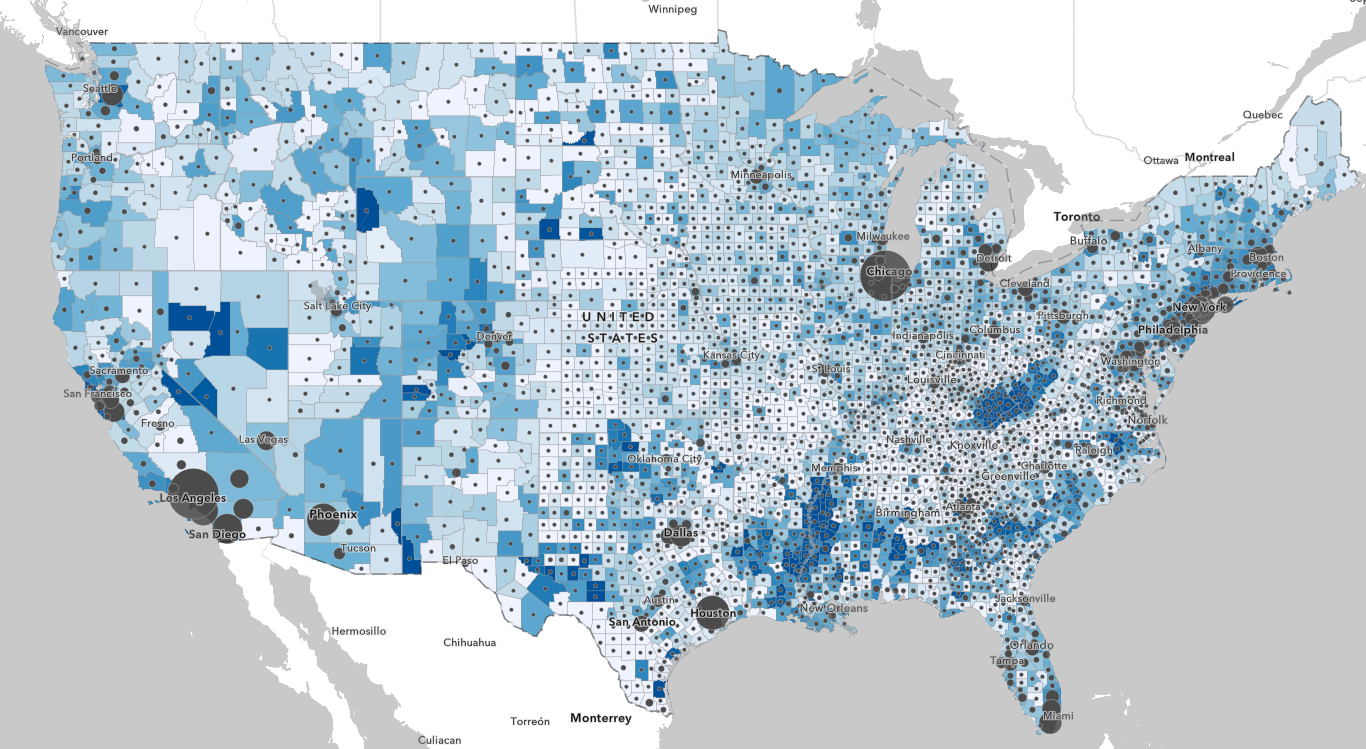 Winnipeg
Vancouver
Seattle
Quebec
Portland
Ottawa
Montreal
Minneapolis
Toronto
Milwaukee
Buffalo
Albany
Boston
Detroit
Chicago
Providence
Cleveland
Salt Lake City
New York
UNITED
STATES
Denver
Pittsburgh
Indianapolis
Columbus
Philadelphia
Kansas City
Cincinnati
Washington
Sacramento
St Louis
Louisville
San Francisco
Richmond
Fresno
Norfolk
Las Vegas
Nashville
Knoxville
Raleigh
Oklahoma City
Memphis
Charlotte
Greenville
Los Angeles
Phoenix
Birmingham
Atlanta
San Diego
Dallas
Tucson
El Paso
Austin
Jacksonville
Houston
New Orleans
San Antonio
Hermosillo
Chihuahua
Orlando
Tampa
Torreón
Monterrey
Miami
Culiacan